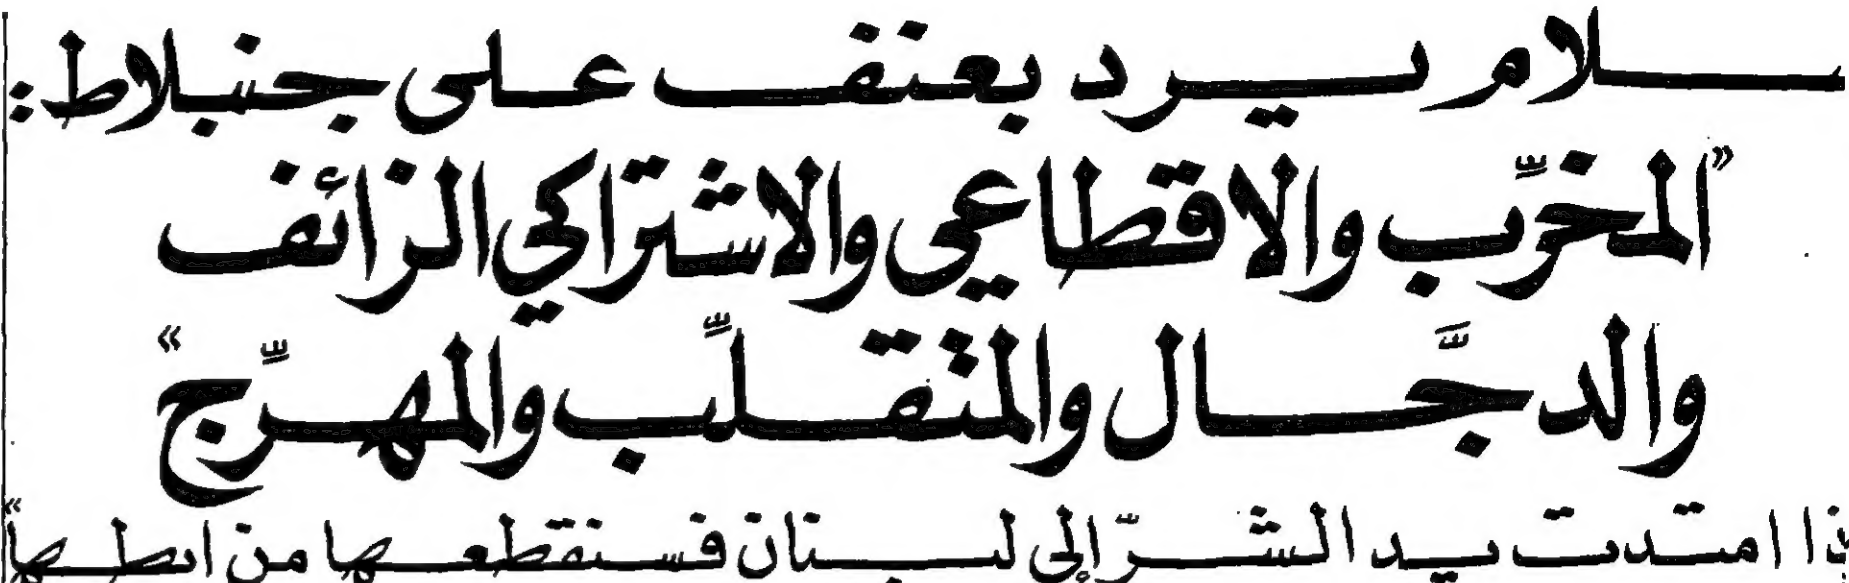 سلام يرد بعنف على جنبلاط:
"المخرِّب والاقطاعي والاشتراكي الزائف
والدجَّال والمتقلِّب والمهرِّج"
امتدت يد الشرّ إلى لبنان فسنقطعها من ابطها"